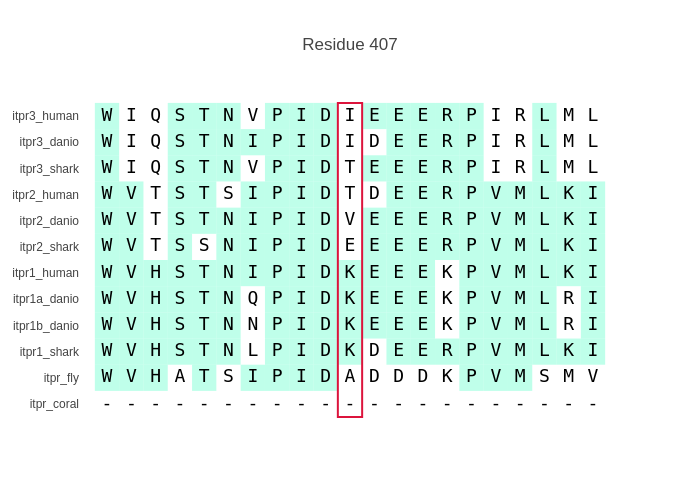 Residue 407
itpr3_human W I Q S T N V P I D I E E E R P I R L M L
itpr3_danio W I Q S T N I P I D I D E E R P I R L M L
itpr3_shark W I Q S T N V P I D T E E E R P I R L M L
itpr2_human W V T S T S I P I D T D E E R P V M L K I
itpr2_danio W V T S T N I P I D V E E E R P V M L K I
itpr2_shark W V T S S N I P I D E E E E R P V M L K I
itpr1_human W V H S T N I P I D K E E E K P V M L K I
itpr1a_danio W V H S T N Q P I D K E E E K P V M L R I
itpr1b_danio W V H S T N N P I D K E E E K P V M L R I
itpr1_shark W V H S T N L P I D K D E E R P V M L K I
itpr_fly W V H A T S I P I D A D D D K P V M S M V
itpr_coral - - - - - - - - - - - - - - - - - - - - -